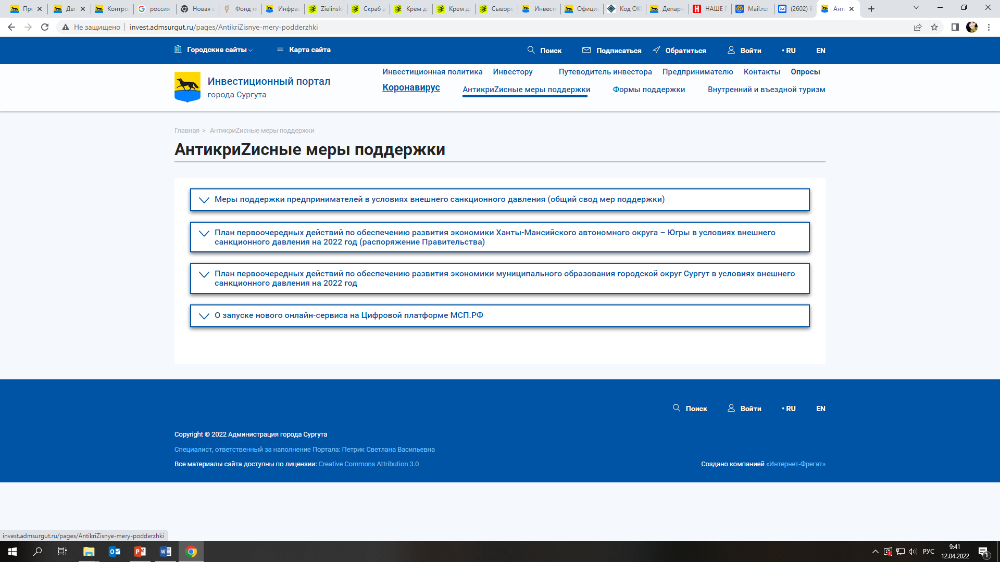 Пр
Деп
Контро
россия
Новая в
Фонд п
Инфрас
Zielinsk
Скраб д
Крем д
Крем д
Сыворо
Инвест
Официа
Код ОК
Департ
НАШЕ Р
Mail.ru:
(2602) В
Ант
Не защищено
invest.admsurgut.ru/pages/AntikriZisnye-mery-podderzhki
Городские сайты
Карта сайта
Поиск
Подписаться
Обратиться
Войти
• RU
EN
Инвестиционный портал
города Сургута
Инвестиционная политика
Инвестору
Путеводитель инвестора
Предпринимателю
Контакты
Опросы
Коронавирус
АнтикриZисные меры поддержки
Формы поддержки
Внутренний и въездной туризм
Главная > АнтикриZисные меры поддержки
АнтикриZисные меры поддержки
Меры поддержки предпринимателей в условиях внешнего санкционного давления (общий свод мер поддержки)
План первоочередных действий по обеспечению развития экономики Ханты-Мансийского автономного округа – Югры в условиях внешнего
санкционного давления на 2022 год (распоряжение Правительства)
План первоочередных действий по обеспечению развития экономики муниципального образования городской округ Сургут в условиях внешнего
санкционного давления на 2022 год
О запуске нового онлайн-сервиса на Цифровой платформе МСП.РФ
Поиск
Войти
• RU
EN
Copyright © 2022 Администрация города Сургута
Специалист, ответственный за наполнение Портала: Петрик Светлана Васильевна
Все материалы сайта доступны по лицензии: Creative Commons Attribution 3.0
Создано компанией «Интернет-Фрегат»
invest.admsurgut.ru/pages/AntikriZisnye-mery-podderzhki
РУС
9:41
12.04.2022
1